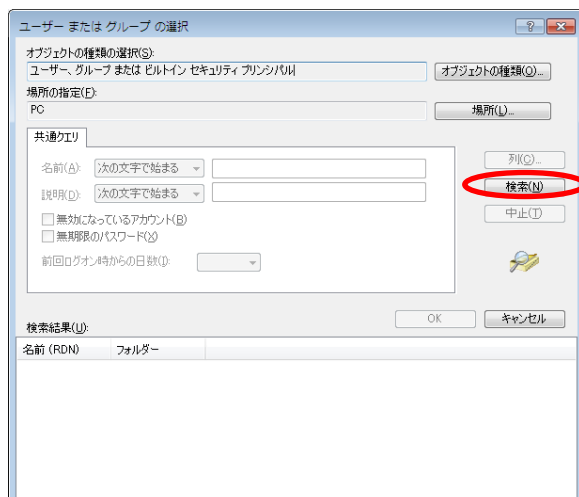 ユーザー または グループ の選択
オブジェクトの種類の選択(S):
ユーザー、グループ または ビルトイン セキュリティ プリンシパル
オブジェクトの種類(O)...
場所の指定(F):
PC
場所(L)...
共通クエリ
名前(A): 次の文字で始まる
列(C)...
説明(D): 次の文字で始まる
検索(N)
無効になっているアカウント(B)
中止(T)
無期限のパスワード(X)
前回ログオン時からの日数(I):
OK キャンセル
検索結果(U):
名前 (RDN) フォルダー